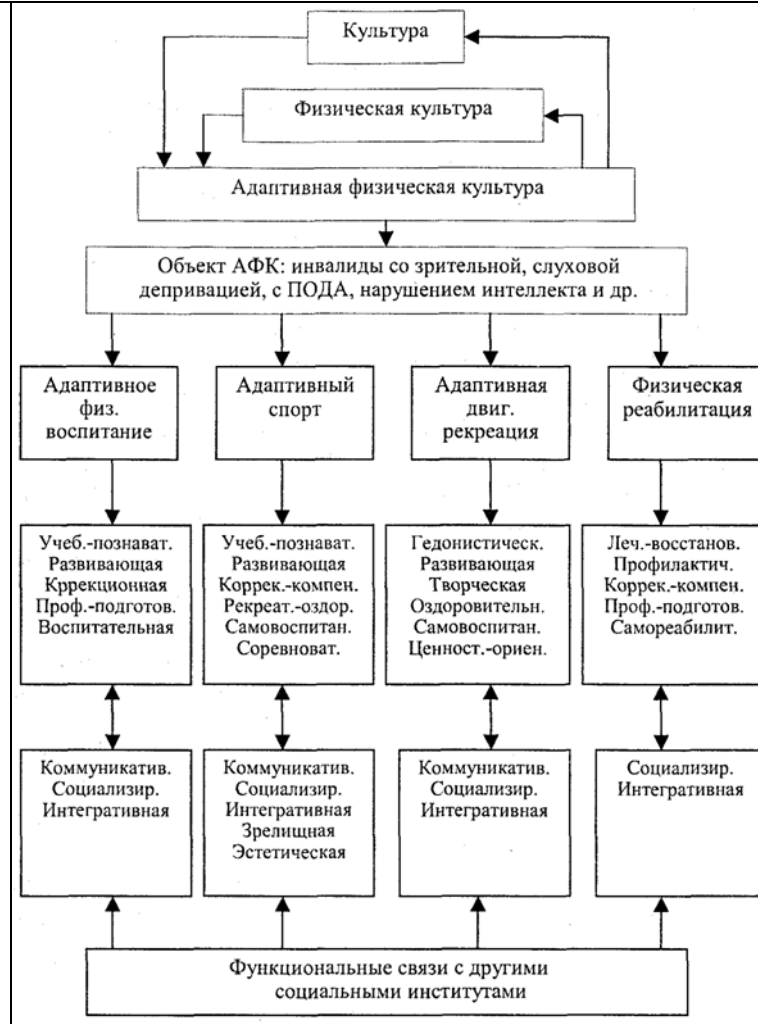 Культура
Физическая культура
Адаптивная физическая культура
Объект АФК: инвалиды со зрительной, слуховой
депривацией, с ПОДА, нарушением интеллекта и др.
Адаптивное
физ.
воспитание
Адаптивный
спорт
Адаптивная
двиг.
рекреация
Физическая
реабилитация
Учеб.-познават.
Развивающая
Кррекционная
Проф.-подготов.
Воспитательная
Учеб.-познават.
Развивающая
Коррек.-компен.
Рекреат.-оздор.
Самовоспитан.
Соревноват.
Гедонистическ.
Развивающая
Творческая
Оздоровительн.
Самовоспитан.
Ценност.-ориен.
Леч.-восстанов.
Профилактич.
Коррек.-компен.
Проф.-подготов.
Самореабилит.
Коммуникатив.
Социализир.
Интегративная
Коммуникатив.
Социализир.
Интегративная
Зрелищная
Эстетическая
Коммуникатив.
Социализир.
Интегративная
Социализир.
Интегративная
Функциональные связи с другими
социальными институтами